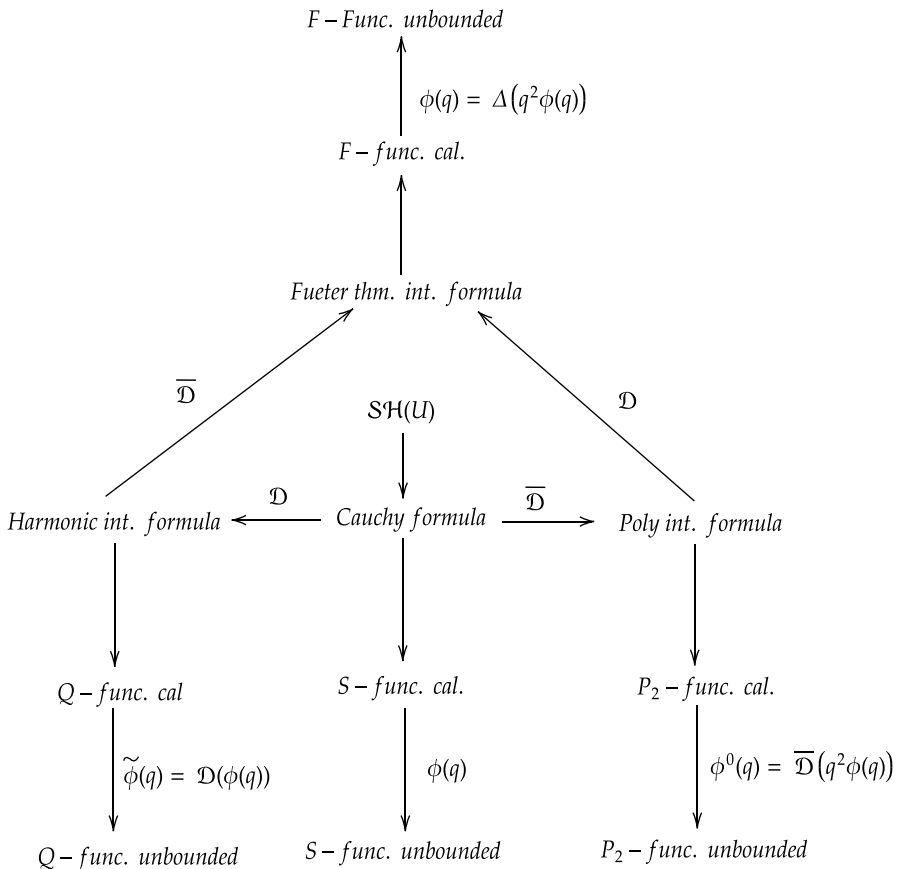 F – Func. unbounded
ϕ(q) = Δ(q²ϕ(q))
F – func. cal.
Fueter thm. int. formula
𝒟̅
𝒟
𝒮ℋ(U)
𝒟
𝒟̅
Harmonic int. formula
Cauchy formula
Poly int. formula
Q – func. cal
S – func. cal.
P₂ – func. cal.
ϕ̃(q) = 𝒟(ϕ(q))
ϕ(q)
ϕ⁰(q) = 𝒟̅(q²ϕ(q))
Q – func. unbounded
S – func. unbounded
P₂ – func. unbounded